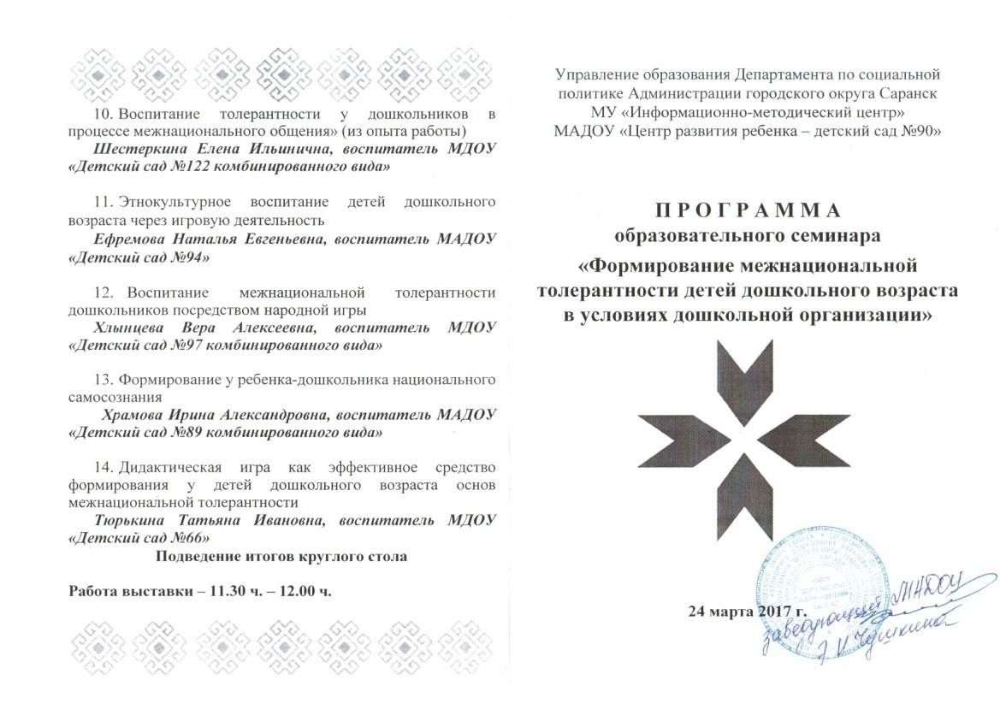 10. Воспитание толерантности у дошкольников в
процессе межнационального общения» (из опыта работы)
Шестеркина Елена Ильинична, воспитатель МДОУ
«Детский сад №122 комбинированного вида»
11. Этнокультурное воспитание детей дошкольного
возраста через игровую деятельность
Ефремова Наталья Евгеньевна, воспитатель МАДОУ
«Детский сад №94»
12. Воспитание межнациональной толерантности
дошкольников посредством народной игры
Хлынцева Вера Алексеевна, воспитатель МДОУ
«Детский сад №97 комбинированного вида»
13. Формирование у ребенка-дошкольника национального
самосознания
Храмова Ирина Александровна, воспитатель МАДОУ
«Детский сад №89 комбинированного вида»
14. Дидактическая игра как эффективное средство
формирования у детей дошкольного возраста основ
межнациональной толерантности
Тюрькина Татьяна Ивановна, воспитатель МДОУ
«Детский сад №66»
Подведение итогов круглого стола
Работа выставки – 11.30 ч. – 12.00 ч.
Управление образования Департамента по социальной
политике Администрации городского округа Саранск
МУ «Информационно-методический центр»
МАДОУ «Центр развития ребенка – детский сад №90»
П Р О Г Р А М М А
образовательного семинара
«Формирование межнациональной
толерантности детей дошкольного возраста
в условиях дошкольной организации»
24 марта 2017 г.
заведующий МАДОУ
Чушкина